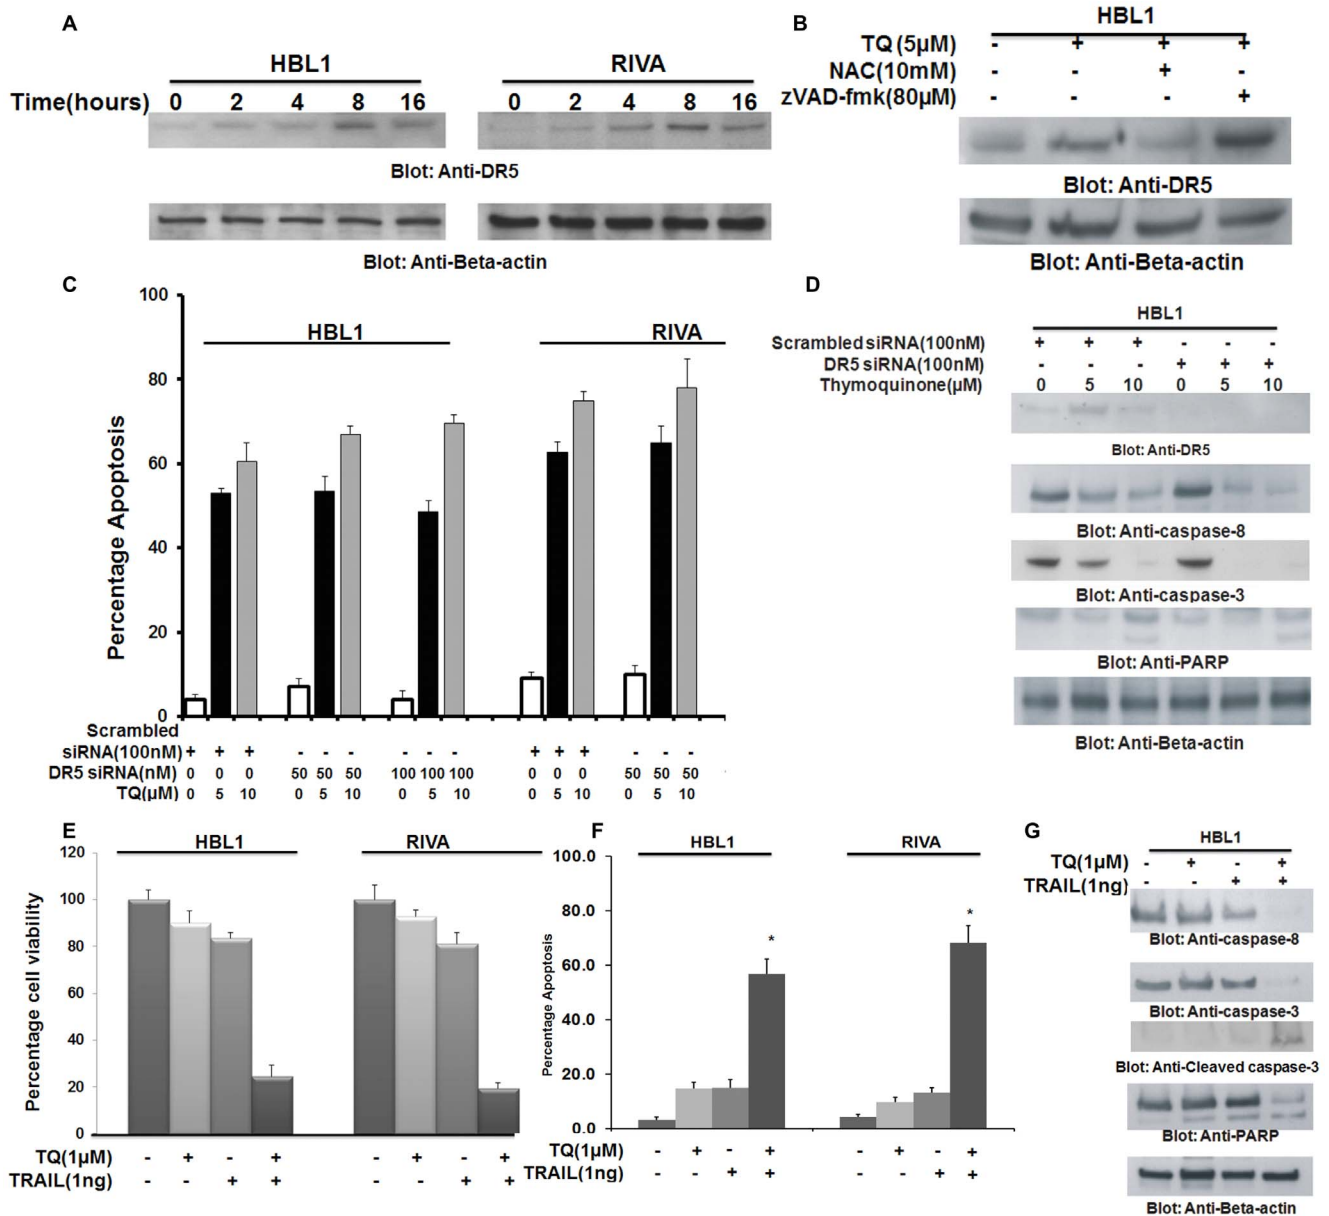 A
HBL1 RIVA
Time(hours) 0 2 4 8 16 0 2 4 8 16
Blot: Anti-DR5
Blot: Anti-Beta-actin
B
HBL1
TQ (5µM) - + + +
NAC(10mM) - - + -
zVAD-fmk(80µM) - - - +
Blot: Anti-DR5
Blot: Anti-Beta-actin
C
HBL1 RIVA
Percentage Apoptosis
100
80
60
40
20
0
Scrambled
siRNA(100nM) + + + - - - - - - + + + - - -
DR5 siRNA(nM) 0 0 0 50 50 50 100 100 100 0 0 0 50 50 50
TQ(µM) 0 5 10 0 5 10 0 5 10 0 5 10 0 5 10
D
HBL1
Scrambled siRNA(100nM) + + + - - -
DR5 siRNA(100nM) - - - + + +
Thymoquinone(µM) 0 5 10 0 5 10
Blot: Anti-DR5
Blot: Anti-caspase-8
Blot: Anti-caspase-3
Blot: Anti-PARP
Blot: Anti-Beta-actin
E
HBL1 RIVA
Percentage cell viability
120
100
80
60
40
20
0
TQ(1µM) - + - + - + - +
TRAIL(1ng) - - + + - - + +
F
HBL1 RIVA
Percentage Apoptosis
100.0
80.0
60.0
40.0
20.0
0.0
* *
TQ(1µM) - + - + - + - +
TRAIL(1ng) - - + + - - + +
G
HBL1
TQ(1µM) - + - +
TRAIL(1ng) - - + +
Blot: Anti-caspase-8
Blot: Anti-caspase-3
Blot: Anti-Cleaved caspase-3
Blot: Anti-PARP
Blot: Anti-Beta-actin